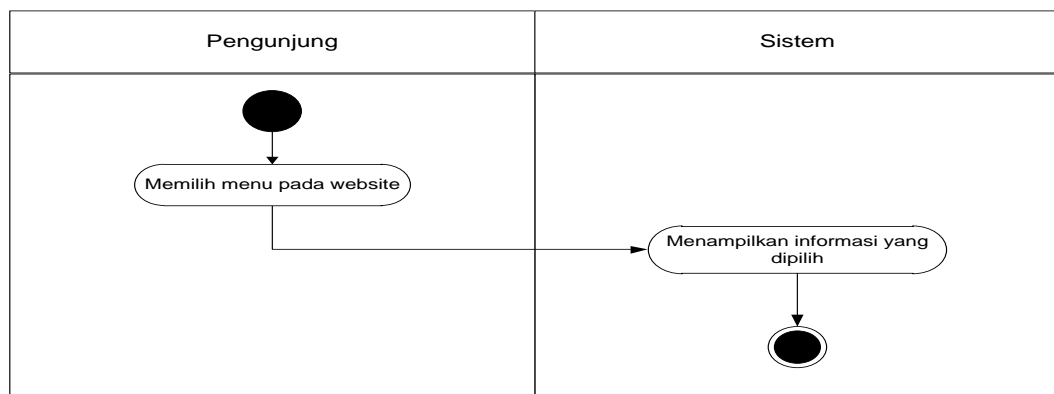 Pengunjung
Sistem
Memilih menu pada website
Menampilkan informasi yang
dipilih